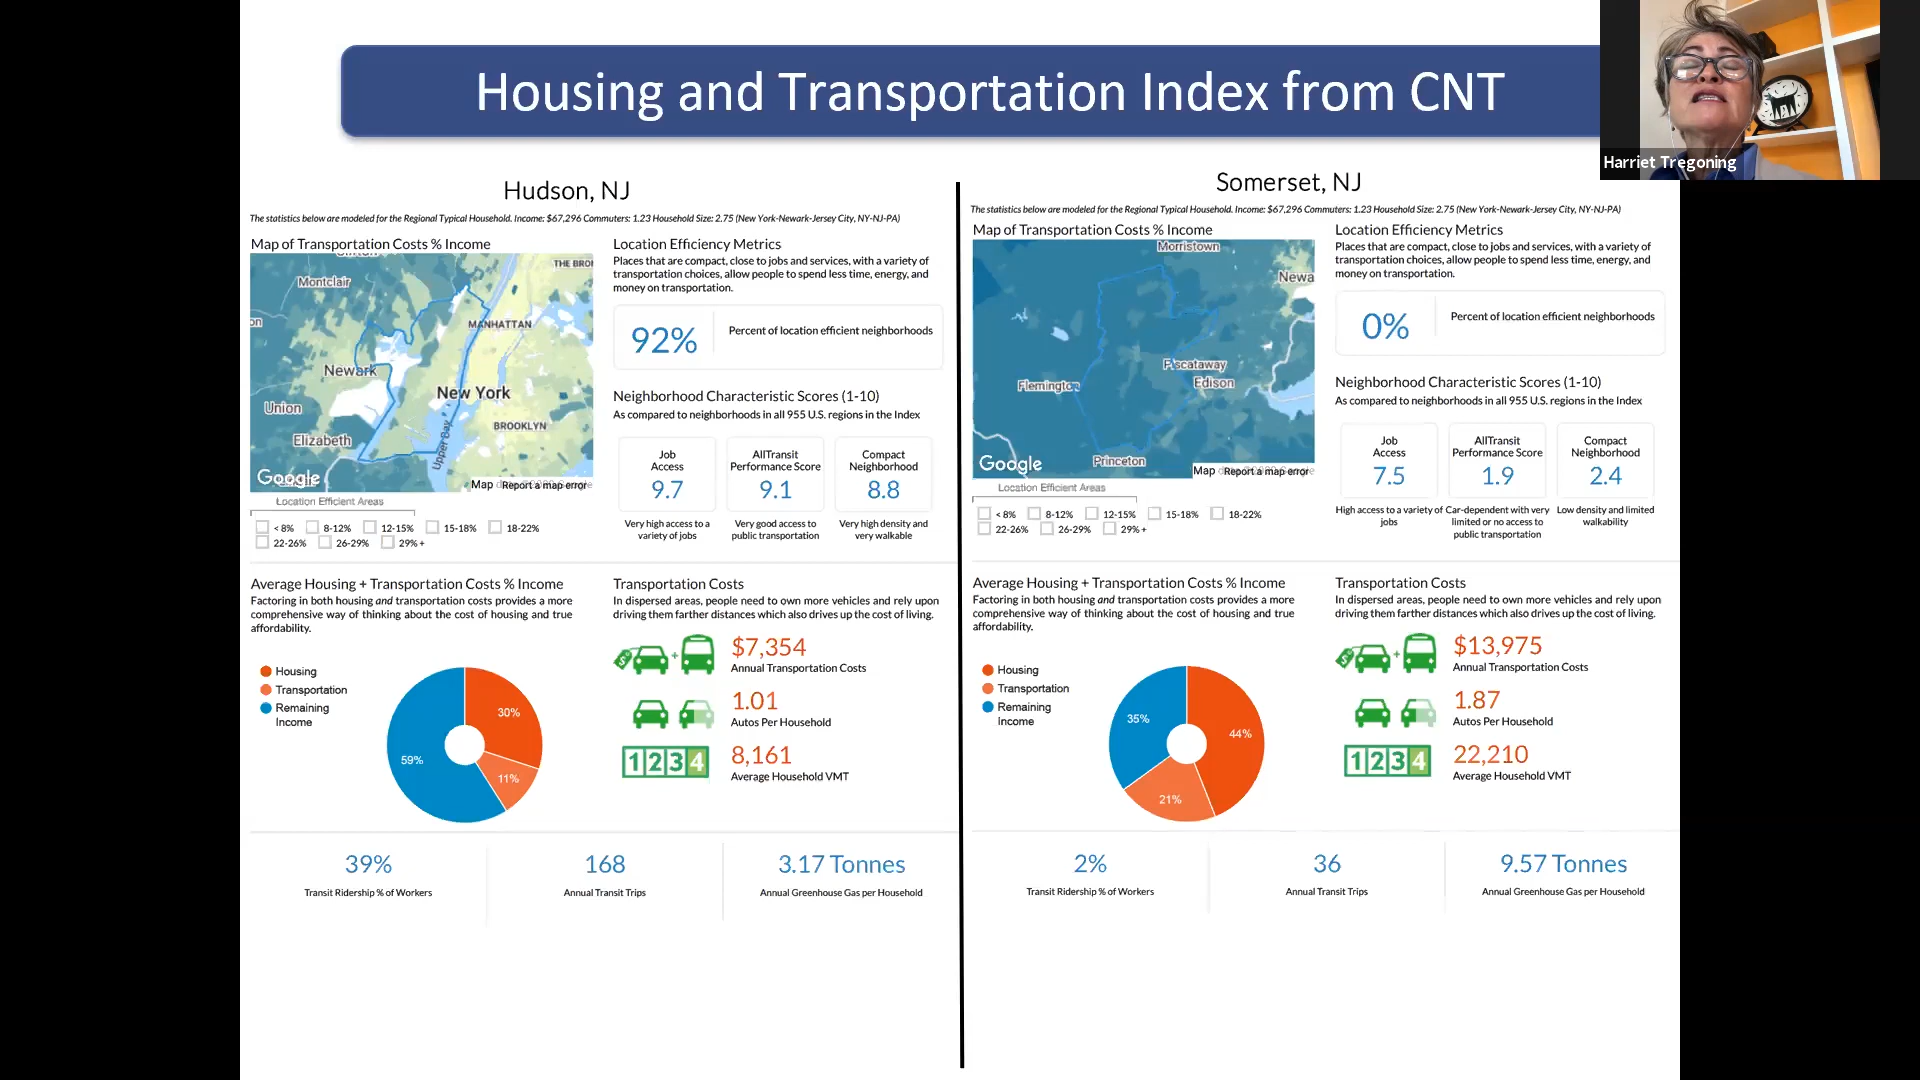 Housing and Transportation Index from CNT
Harriet Tregoning
Hudson, NJ
The statistics below are modeled for the Regional Typical Household. Income: $67,296 Commuters: 1.23 Household Size: 2.75 (New York-Newark-Jersey City, NY-NJ-PA)
Map of Transportation Costs % Income
Montclair
THE BRON
MANHATTAN
Newark
New York
Union
BROOKLYN
Elizabeth
Upper Bay
Google
Map
Report a map error
Location Efficient Areas
< 8% 8-12% 12-15% 15-18% 18-22%
22-26% 26-29% 29% +
Location Efficiency Metrics
Places that are compact, close to jobs and services, with a variety of
transportation choices, allow people to spend less time, energy, and
money on transportation.
92% Percent of location efficient neighborhoods
Neighborhood Characteristic Scores (1-10)
As compared to neighborhoods in all 955 U.S. regions in the Index
Job
Access
9.7
Very high access to a
variety of jobs
AllTransit
Performance Score
9.1
Very good access to
public transportation
Compact
Neighborhood
8.8
Very high density and
very walkable
Average Housing + Transportation Costs % Income
Factoring in both housing and transportation costs provides a more
comprehensive way of thinking about the cost of housing and true
affordability.
Housing
Transportation
Remaining
Income
30%
11%
59%
Transportation Costs
In dispersed areas, people need to own more vehicles and rely upon
driving them farther distances which also drives up the cost of living.
$7,354
Annual Transportation Costs
1.01
Autos Per Household
1234
8,161
Average Household VMT
39%
Transit Ridership % of Workers
168
Annual Transit Trips
3.17 Tonnes
Annual Greenhouse Gas per Household
Somerset, NJ
The statistics below are modeled for the Regional Typical Household. Income: $67,296 Commuters: 1.23 Household Size: 2.75 (New York-Newark-Jersey City, NY-NJ-PA)
Map of Transportation Costs % Income
Morristown
Newa
Piscataway
Edison
Flemington
Princeton
Google
Map
Report a map error
Location Efficient Areas
< 8% 8-12% 12-15% 15-18% 18-22%
22-26% 26-29% 29% +
Location Efficiency Metrics
Places that are compact, close to jobs and services, with a variety of
transportation choices, allow people to spend less time, energy, and
money on transportation.
0% Percent of location efficient neighborhoods
Neighborhood Characteristic Scores (1-10)
As compared to neighborhoods in all 955 U.S. regions in the Index
Job
Access
7.5
High access to a variety of
jobs
AllTransit
Performance Score
1.9
Car-dependent with very
limited or no access to
public transportation
Compact
Neighborhood
2.4
Low density and limited
walkability
Average Housing + Transportation Costs % Income
Factoring in both housing and transportation costs provides a more
comprehensive way of thinking about the cost of housing and true
affordability.
Housing
Transportation
Remaining
Income
35%
44%
21%
Transportation Costs
In dispersed areas, people need to own more vehicles and rely upon
driving them farther distances which also drives up the cost of living.
$13,975
Annual Transportation Costs
1.87
Autos Per Household
1234
22,210
Average Household VMT
2%
Transit Ridership % of Workers
36
Annual Transit Trips
9.57 Tonnes
Annual Greenhouse Gas per Household